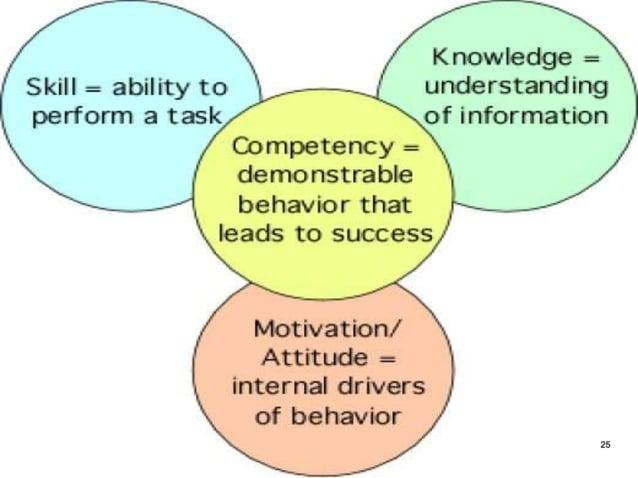 Skill = ability to
perform a task
Knowledge =
understanding
of information
Competency =
demonstrable
behavior that
leads to success
Motivation/
Attitude =
internal drivers
of behavior
25